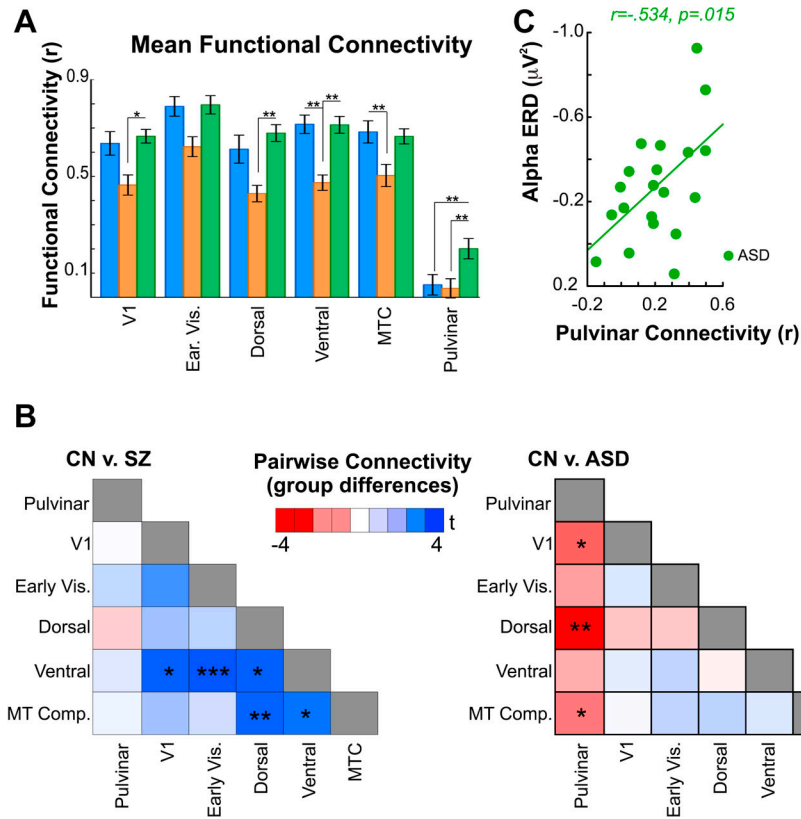 A
Mean Functional Connectivity
Functional Connectivity (r)
0.9
0.5
0.1
*
**
**
**
**
**
**
V1
Ear. Vis.
Dorsal
Ventral
MTC
Pulvinar
C
r=-.534, p=.015
Alpha ERD (μV²)
-1.0
-0.6
-0.2
0.2
-0.2
0.2
0.6
ASD
Pulvinar Connectivity (r)
B
CN v. SZ
Pairwise Connectivity
(group differences)
-4
4
t
Pulvinar
V1
Early Vis.
Dorsal
Ventral
*
***
*
MT Comp.
**
*
Pulvinar
V1
Early Vis.
Dorsal
Ventral
MTC
CN v. ASD
Pulvinar
V1
*
Early Vis.
Dorsal
**
Ventral
MT Comp.
*
Pulvinar
V1
Early Vis.
Dorsal
Ventral